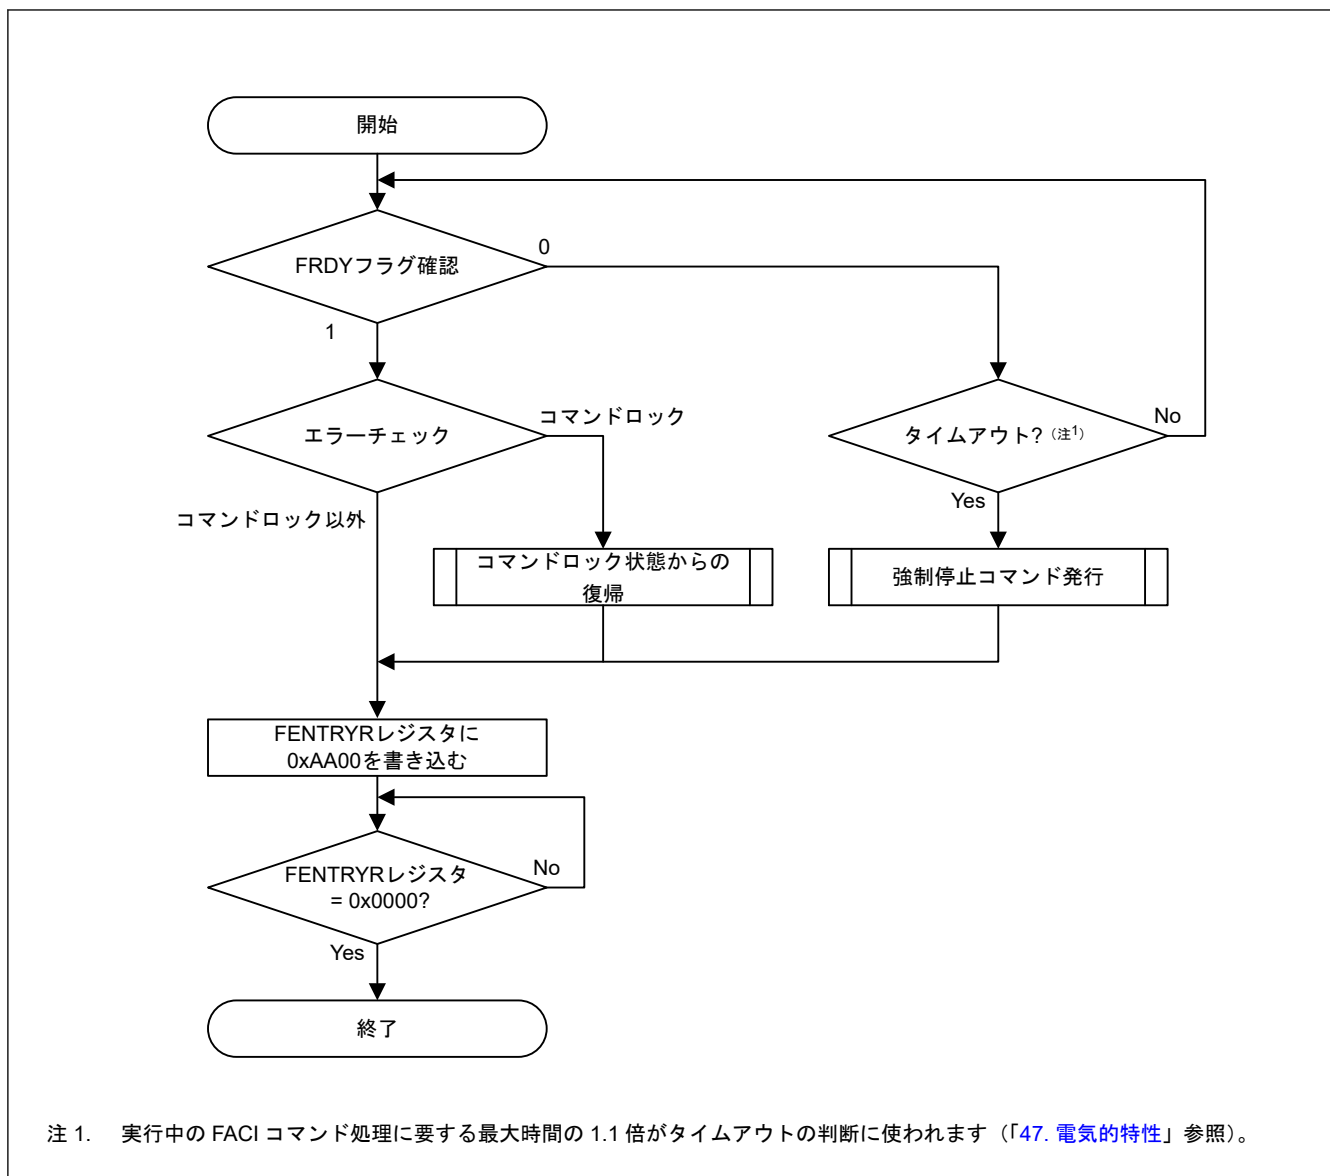 開始
FRDYフラグ確認
0
1
エラーチェック
コマンドロック
タイムアウト? (注1)
No
コマンドロック以外
Yes
コマンドロック状態からの
復帰
強制停止コマンド発行
FENTRYRレジスタに
0xAA00を書き込む
FENTRYRレジスタ
= 0x0000?
No
Yes
終了
注 1. 実行中の FACI コマンド処理に要する最大時間の 1.1 倍がタイムアウトの判断に使われます（「47. 電気的特性」参照）。